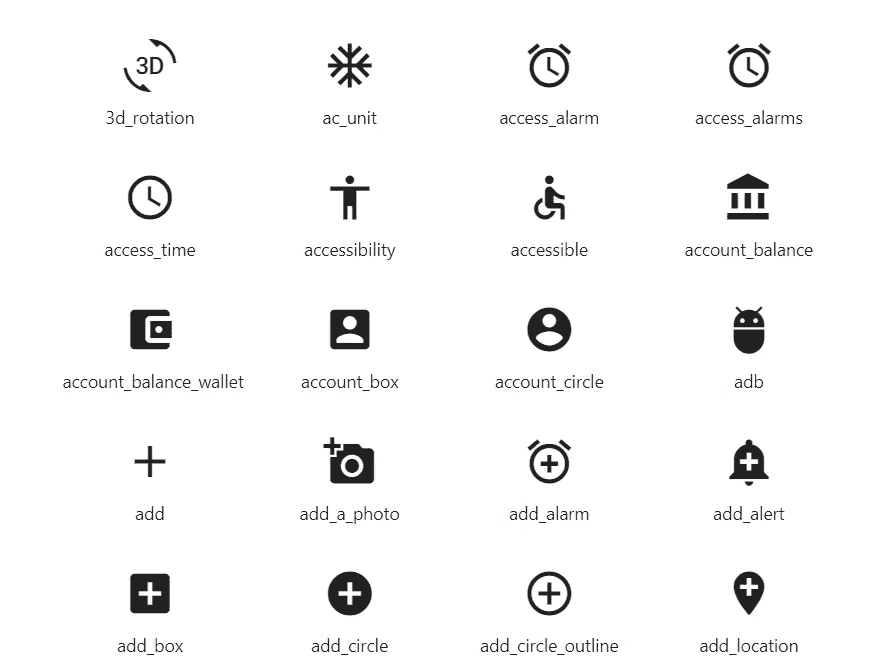 3D
3d_rotation ac_unit access_alarm access_alarms
access_time accessibility accessible account_balance
account_balance_wallet account_box account_circle adb
add add_a_photo add_alarm add_alert
add_box add_circle add_circle_outline add_location